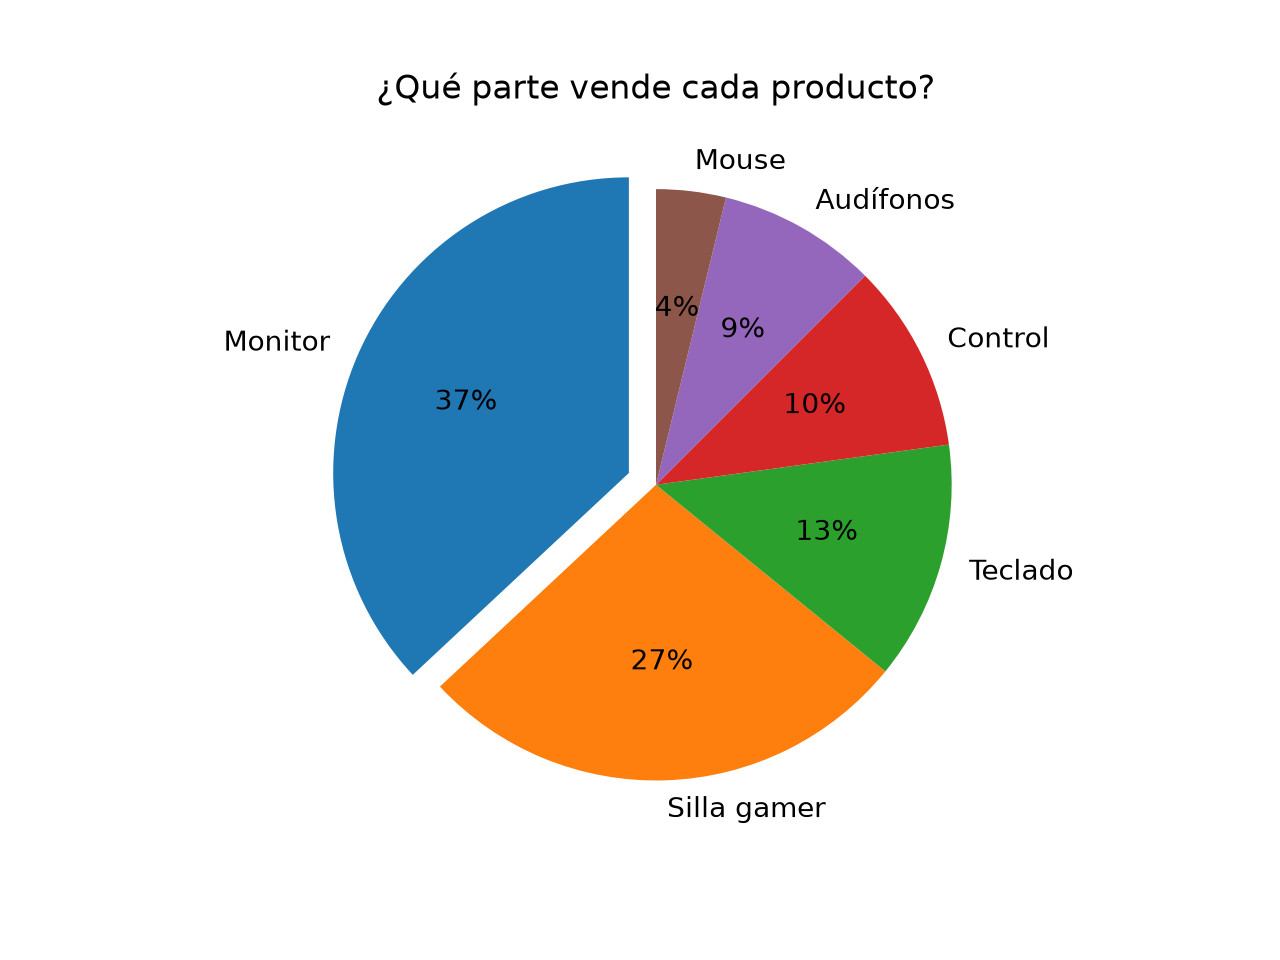 ¿Qué parte vende cada producto?
Mouse
Audífonos
4%
9%
Control
Monitor
37%
10%
13%
Teclado
27%
Silla gamer